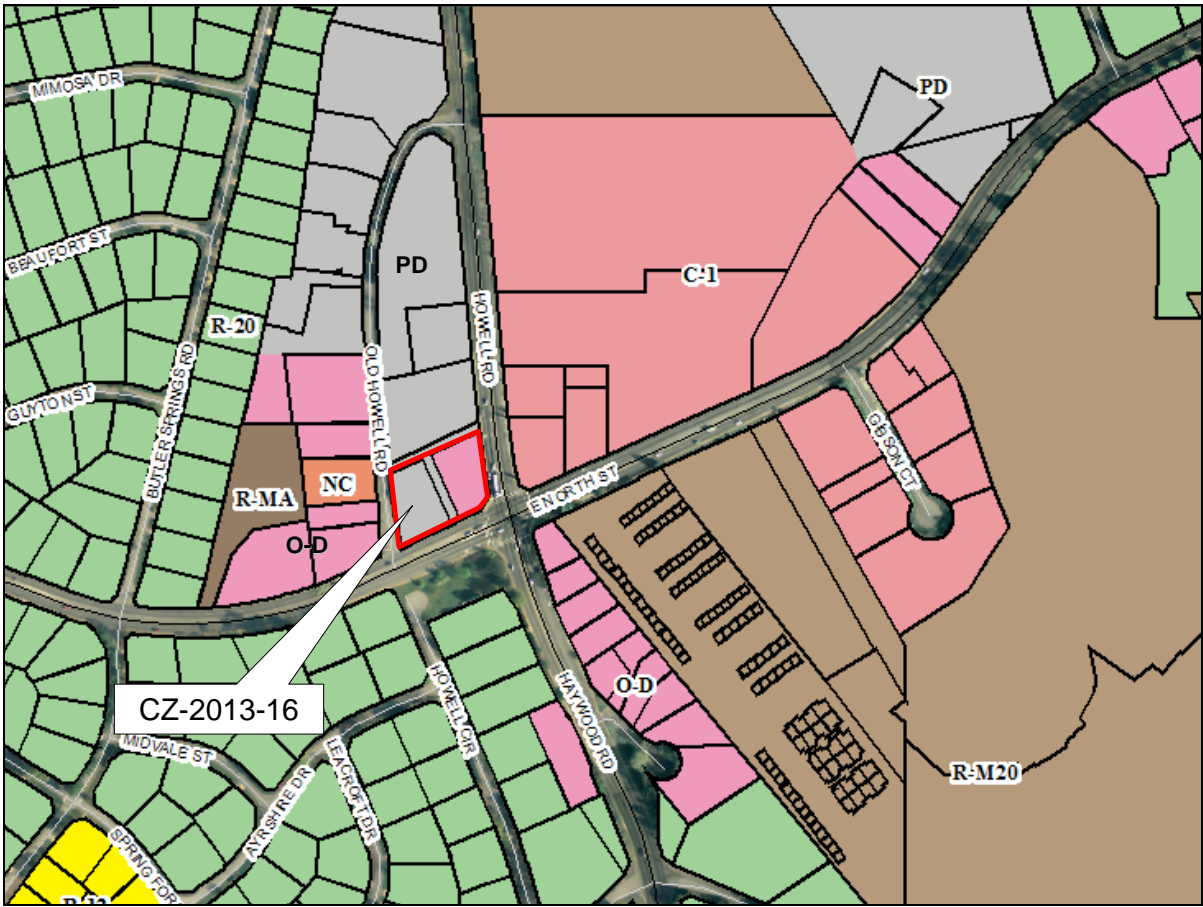 MIMOSA DR
PD
BEAUFORT ST
PD
C-1
R-20
HOWELL RD
OLD HOWELL RD
BUTLER SPRINGS RD
GUYTON ST
GIBSON CT
NC
R-MA
E NORTH ST
O-D
O-D
HOWELL CIR
HAYWOOD RD
CZ-2013-16
MIDVALE ST
LEACROFT DR
AYRSHIRE DR
R-M20
SPRING FOR